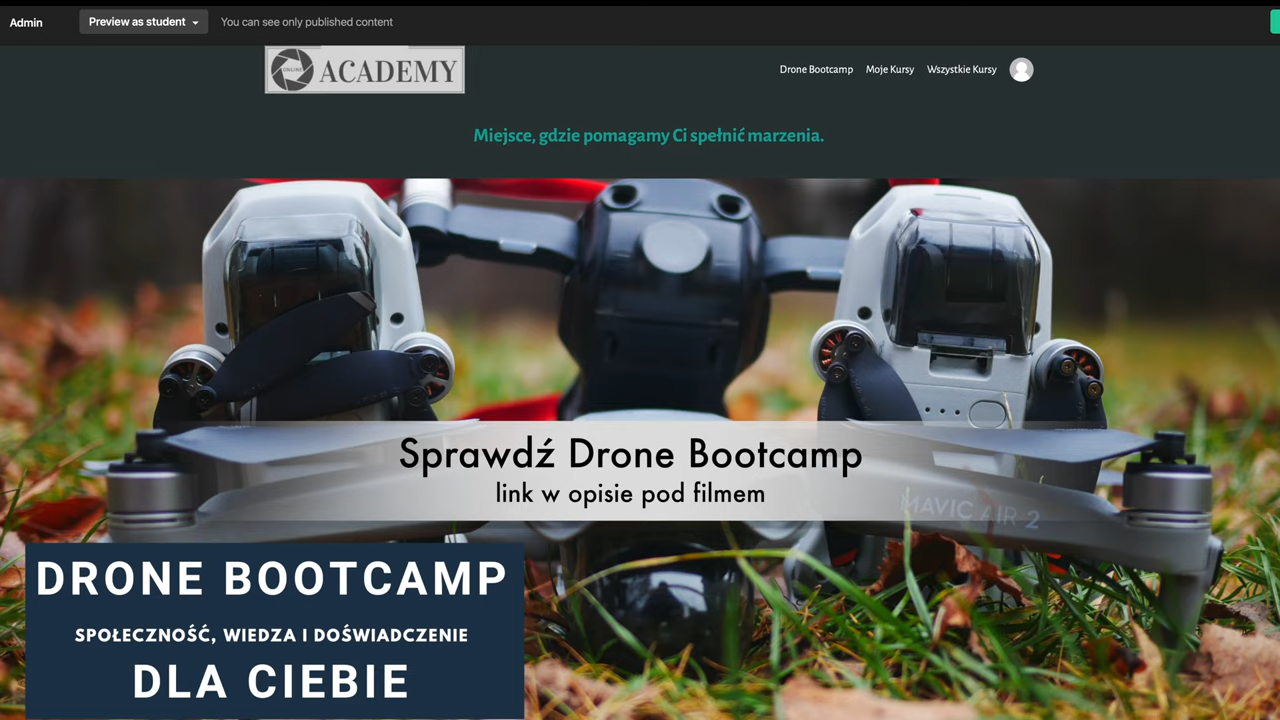 Admin
Preview as student
You can see only published content
ONLINE
ACADEMY
Drone Bootcamp
Moje Kursy
Wszystkie Kursy
Miejsce, gdzie pomagamy Ci spełnić marzenia.
Sprawdź Drone Bootcamp
link w opisie pod filmem
MAVIC AIR 2
DRONE BOOTCAMP
SPOŁECZNOŚĆ, WIEDZA I DOŚWIADCZENIE
DLA CIEBIE